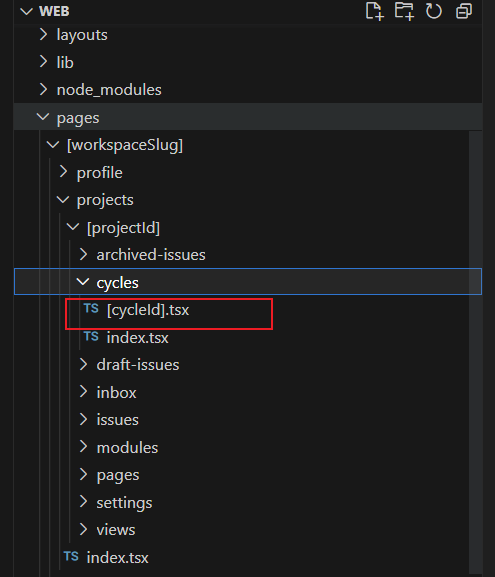 WEB
layouts
lib
node_modules
pages
[workspaceSlug]
profile
projects
[projectId]
archived-issues
cycles
TS [cycleId].tsx
TS index.tsx
draft-issues
inbox
issues
modules
pages
settings
views
TS index.tsx